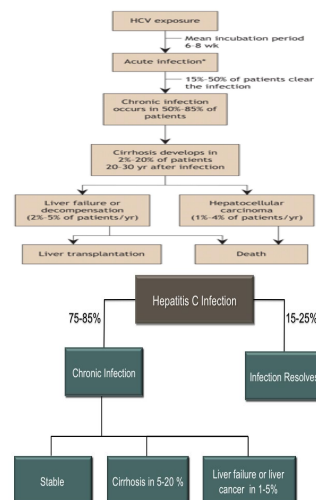 HCV exposure
Mean incubation period
6-8 wk
Acute infection*
15%-50% of patients clear
the infection
Chronic infection
occurs in 50%-85% of
patients
Cirrhosis develops in
2%-20% of patients
20-30 yr after infection
Liver failure or
decompensation
(2%-5% of patients/yr)
Hepatocellular
carcinoma
(1%-4% of patients/yr)
Liver transplantation
Death
Hepatitis C Infection
75-85%
15-25%
Chronic Infection
Infection Resolves
Stable
Cirrhosis in 5-20 %
Liver failure or liver
cancer in 1-5%